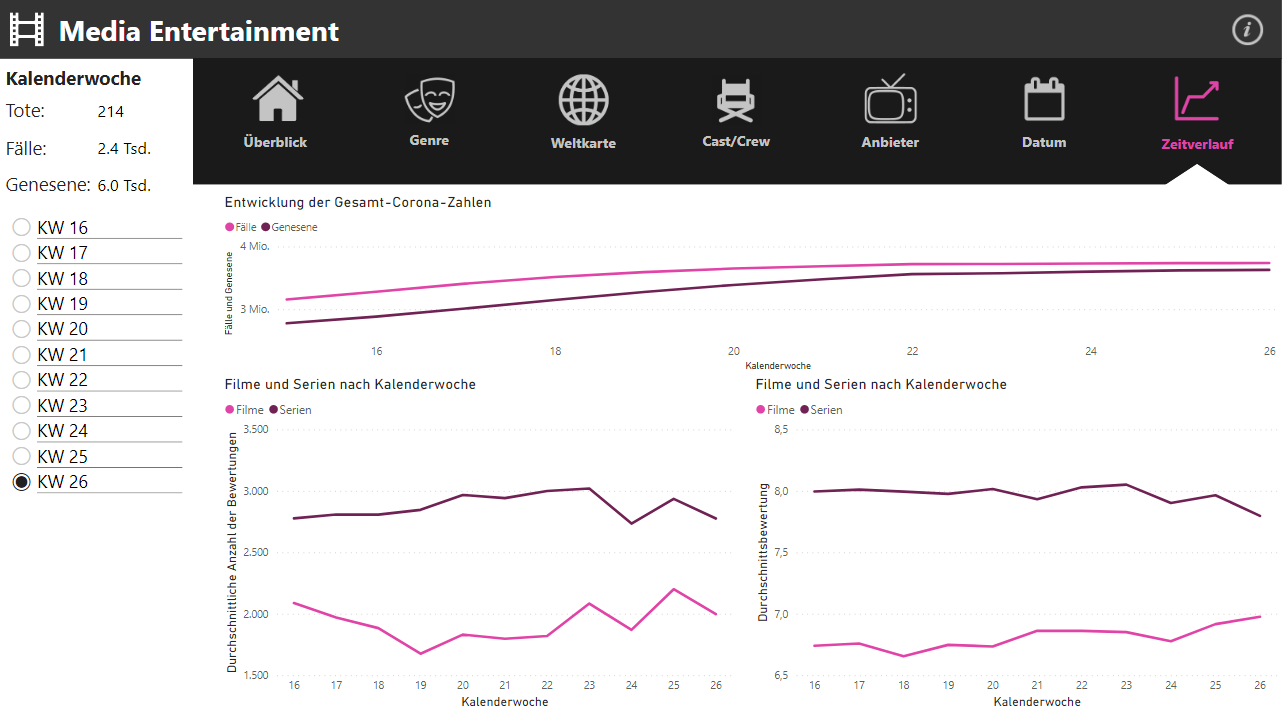 Media Entertainment
i
Kalenderwoche
Tote: 214
Fälle: 2.4 Tsd.
Genesene: 6.0 Tsd.
KW 16
KW 17
KW 18
KW 19
KW 20
KW 21
KW 22
KW 23
KW 24
KW 25
KW 26
Überblick
Genre
Weltkarte
Cast/Crew
Anbieter
Datum
Zeitverlauf
Entwicklung der Gesamt-Corona-Zahlen
Fälle Genesene
Fälle und Genesene
4 Mio.
3 Mio.
16 18 20 22 24 26
Kalenderwoche
Filme und Serien nach Kalenderwoche
Filme Serien
Durchschnittliche Anzahl der Bewertungen
3.500
3.000
2.500
2.000
1.500
16 17 18 19 20 21 22 23 24 25 26
Kalenderwoche
Filme und Serien nach Kalenderwoche
Filme Serien
Durchschnittsbewertung
8,5
8,0
7,5
7,0
6,5
16 17 18 19 20 21 22 23 24 25 26
Kalenderwoche